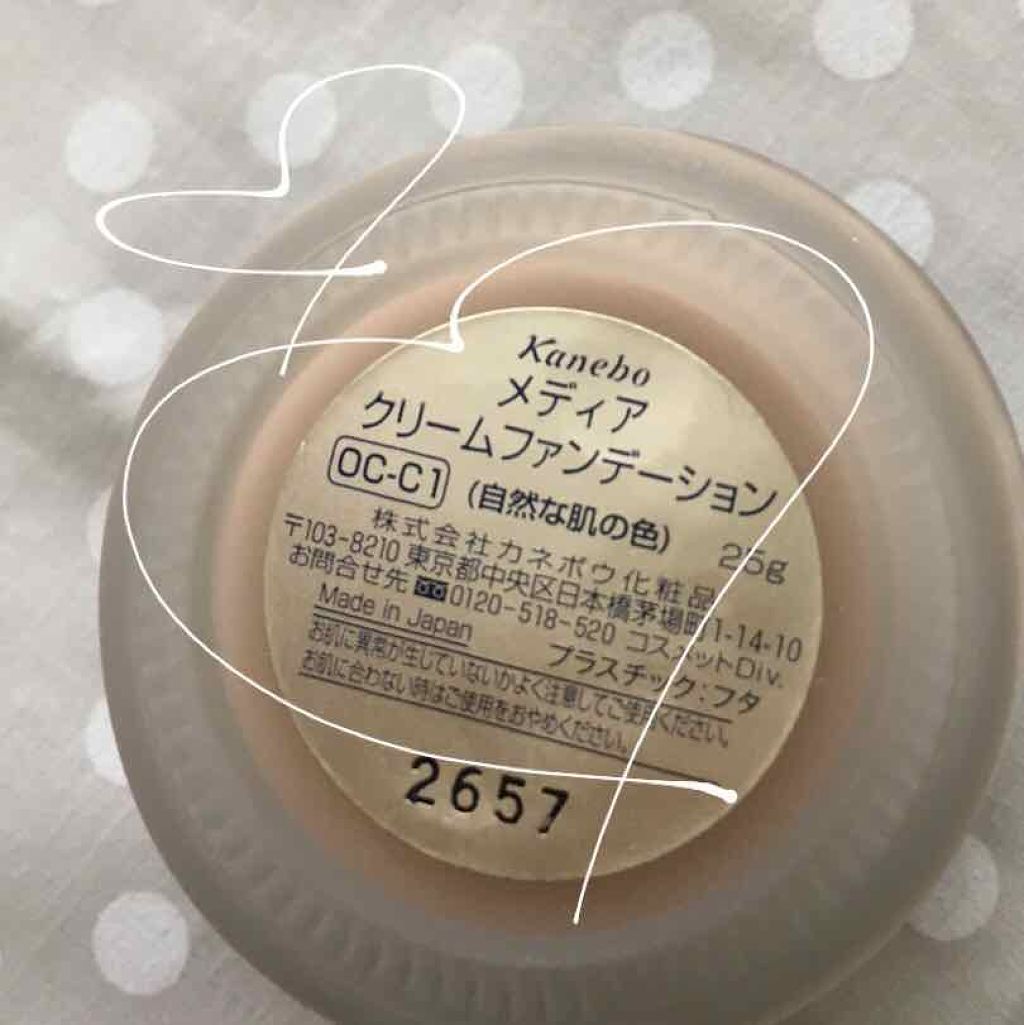 Kanebo
メディア
クリームファンデーション
OC-C1 (自然な肌の色) 25g
株式会社カネボウ化粧品
〒103-8210 東京都中央区日本橋茅場町1-14-10
お問合せ先 0120-518-520 コスメットDiv.
Made in Japan プラスチック:フタ
お肌に異常が生じていないかよく注意してご使用ください。
お肌に合わない時はご使用をおやめください。
2657